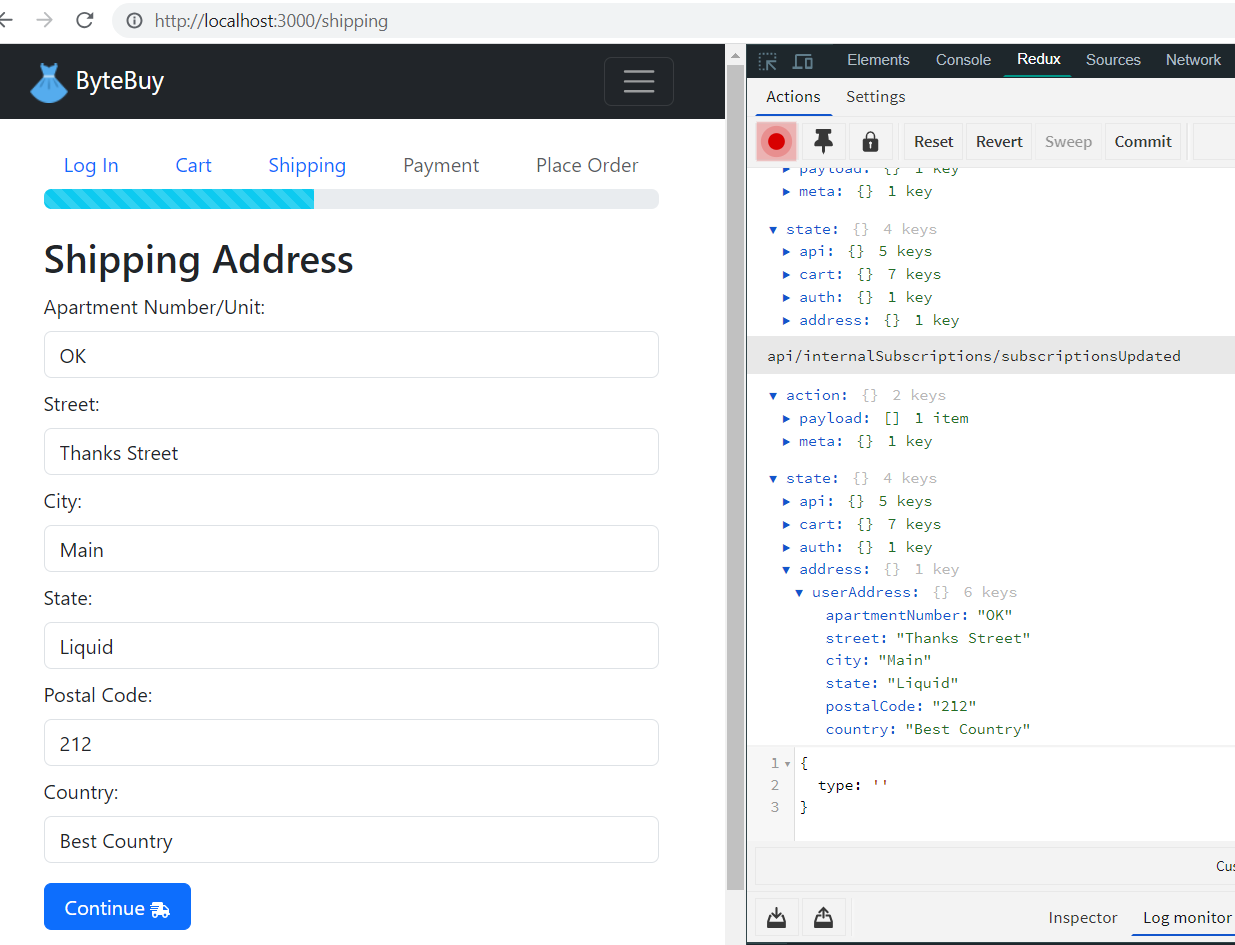 http://localhost:3000/shipping
ByteBuy
Log In Cart Shipping Payment Place Order
Shipping Address
Apartment Number/Unit:
OK
Street:
Thanks Street
City:
Main
State:
Liquid
Postal Code:
212
Country:
Best Country
Continue
Elements Console Redux Sources Network
Actions Settings
Reset Revert Sweep Commit
▶ payload: {} 1 key
▶ meta: {} 1 key
▼ state: {} 4 keys
▶ api: {} 5 keys
▶ cart: {} 7 keys
▶ auth: {} 1 key
▶ address: {} 1 key
api/internalSubscriptions/subscriptionsUpdated
▼ action: {} 2 keys
▶ payload: [] 1 item
▶ meta: {} 1 key
▼ state: {} 4 keys
▶ api: {} 5 keys
▶ cart: {} 7 keys
▶ auth: {} 1 key
▼ address: {} 1 key
▼ userAddress: {} 6 keys
apartmentNumber: "OK"
street: "Thanks Street"
city: "Main"
state: "Liquid"
postalCode: "212"
country: "Best Country"
1 {
2 type: ''
3 }
Inspector Log monitor